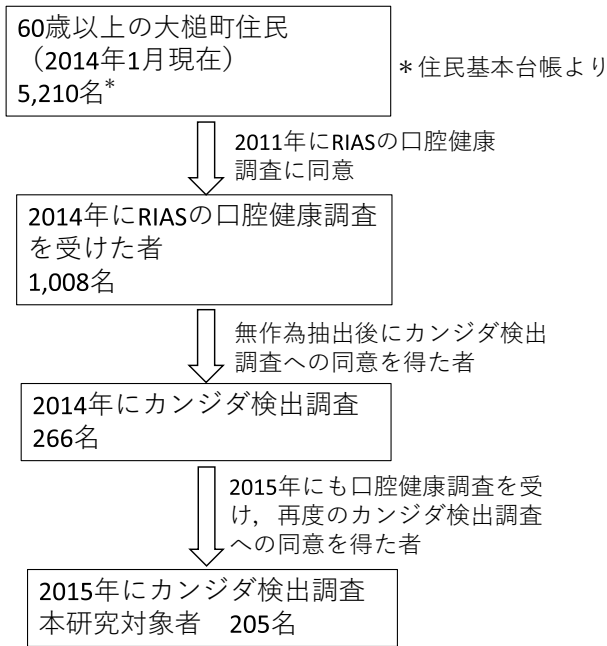 60歳以上の大槌町住民
（2014年1月現在）
5,210名*
＊住民基本台帳より
2011年にRIASの口腔健康
調査に同意
2014年にRIASの口腔健康調査
を受けた者
1,008名
無作為抽出後にカンジダ検出
調査への同意を得た者
2014年にカンジダ検出調査
266名
2015年にも口腔健康調査を受
け，再度のカンジダ検出調査
への同意を得た者
2015年にカンジダ検出調査
本研究対象者　205名